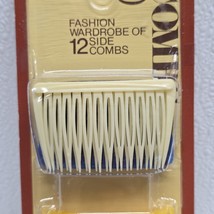 FASHION
WARDROBE OF
12 SIDE
COMBS